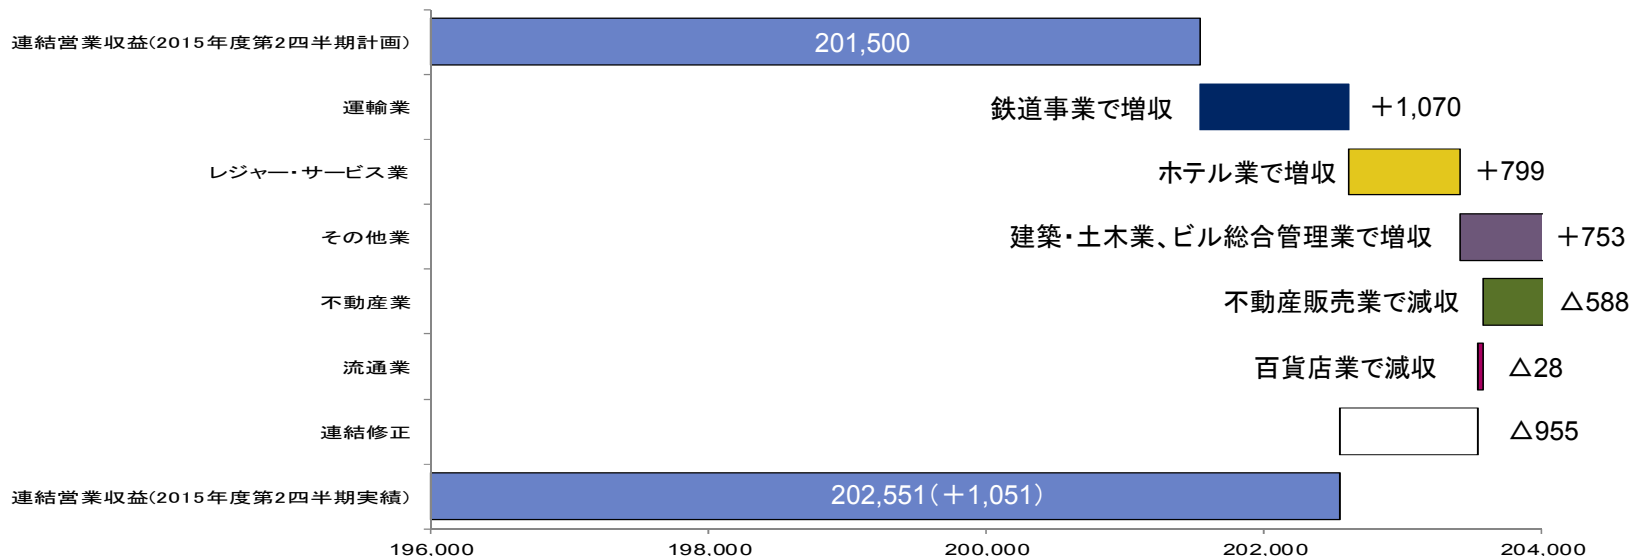 連結営業収益(2015年度第2四半期計画) 201,500
運輸業 鉄道事業で増収 ＋1,070
レジャー・サービス業 ホテル業で増収 ＋799
その他業 建築・土木業、ビル総合管理業で増収 ＋753
不動産業 不動産販売業で減収 △588
流通業 百貨店業で減収 △28
連結修正 △955
連結営業収益(2015年度第2四半期実績) 202,551(＋1,051)
196,000 198,000 200,000 202,000 204,000